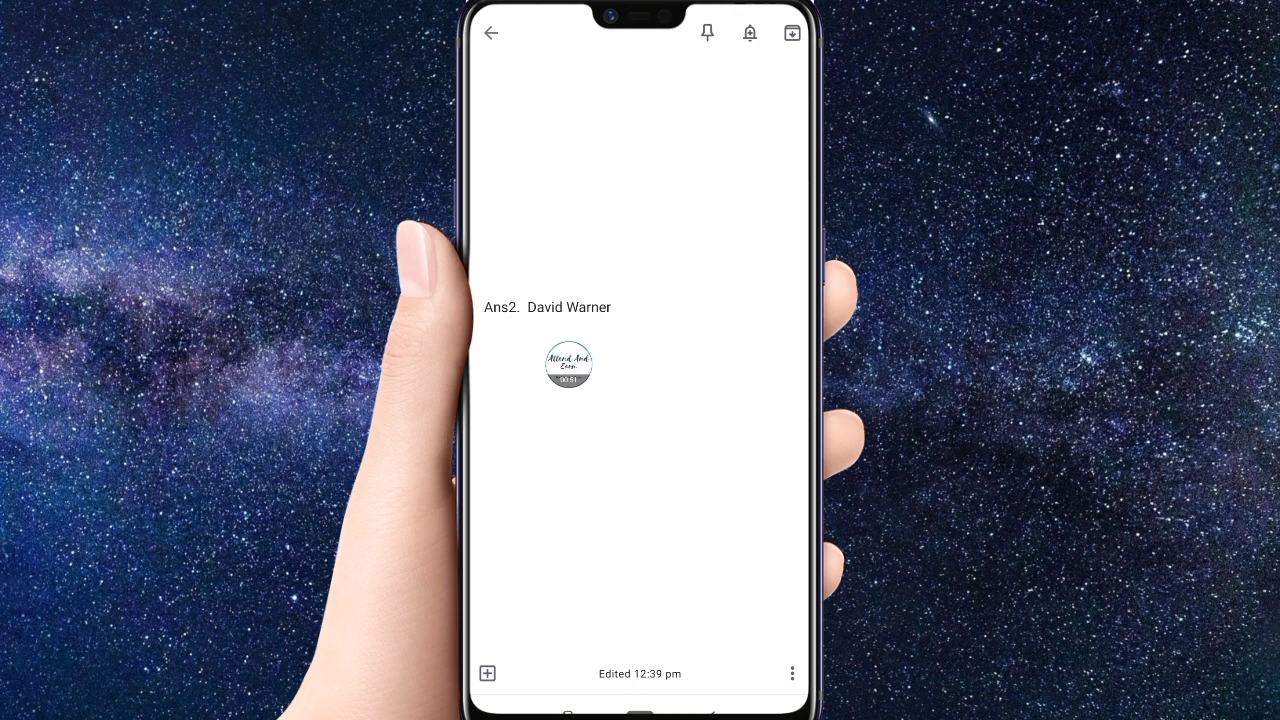 Ans2.  David Warner
Attend And
Earn
00:51
Edited 12:39 pm